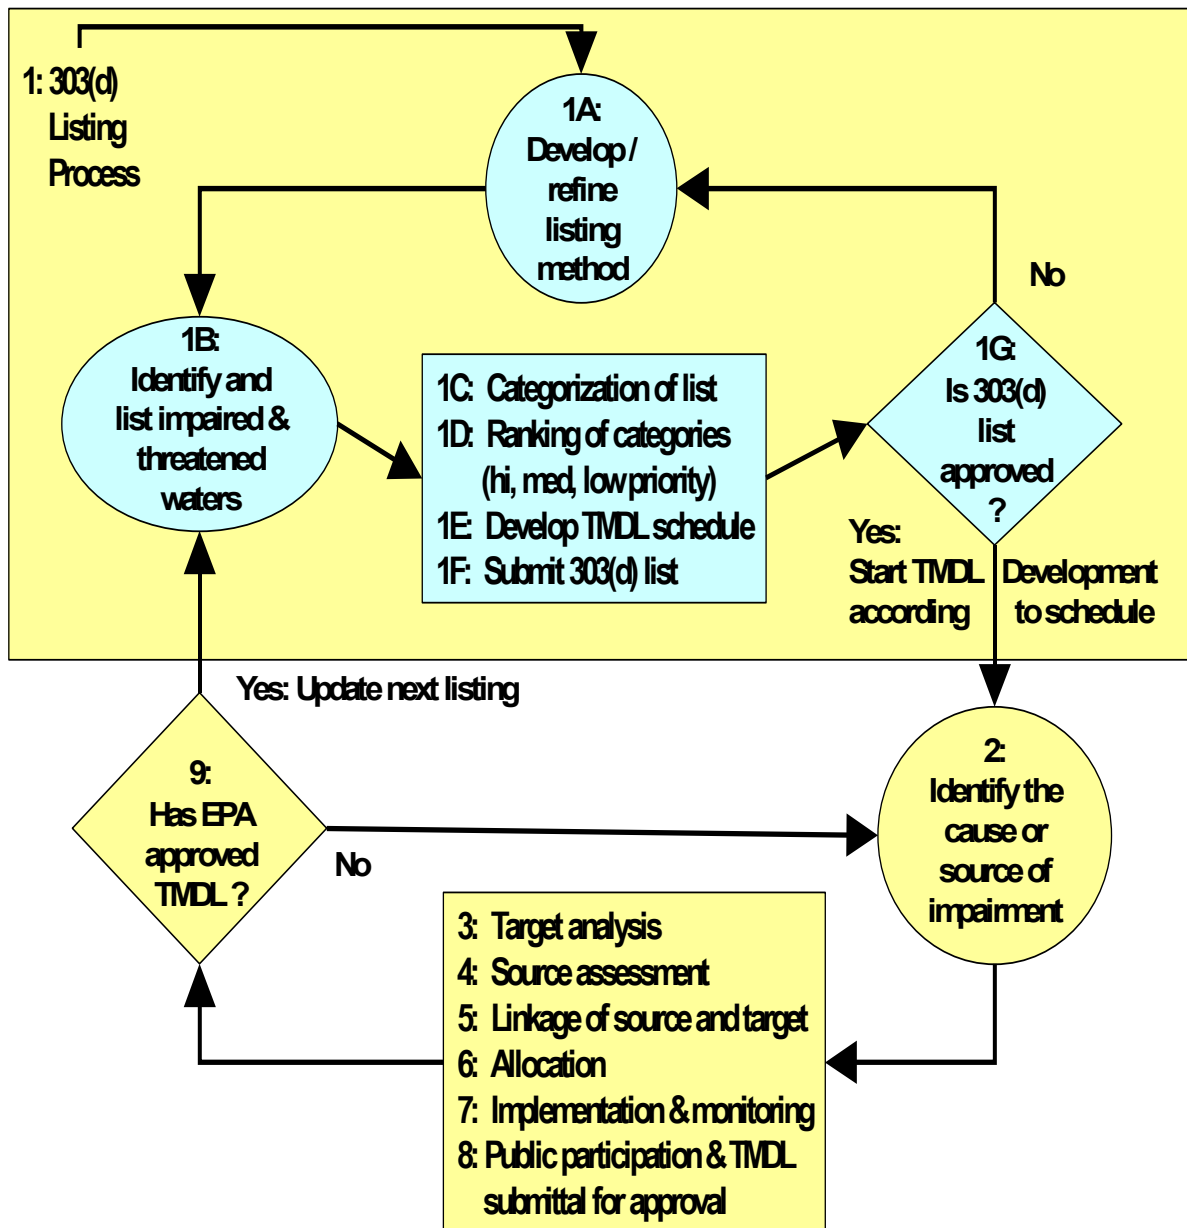 1: 303(d)
Listing
Process
1A:
Develop /
refine
listing
method
No
1B:
Identify and
list impaired &
threatened
waters
1C: Categorization of list
1D: Ranking of categories
(hi, med, low priority)
1E: Develop TMDL schedule
1F: Submit 303(d) list
1G:
Is 303(d)
list
approved
?
Yes:
Start TMDL Development
according to schedule
Yes: Update next listing
9:
Has EPA
approved
TMDL ?
No
2:
Identify the
cause or
source of
impairment
3: Target analysis
4: Source assessment
5: Linkage of source and target
6: Allocation
7: Implementation & monitoring
8: Public participation & TMDL
submittal for approval